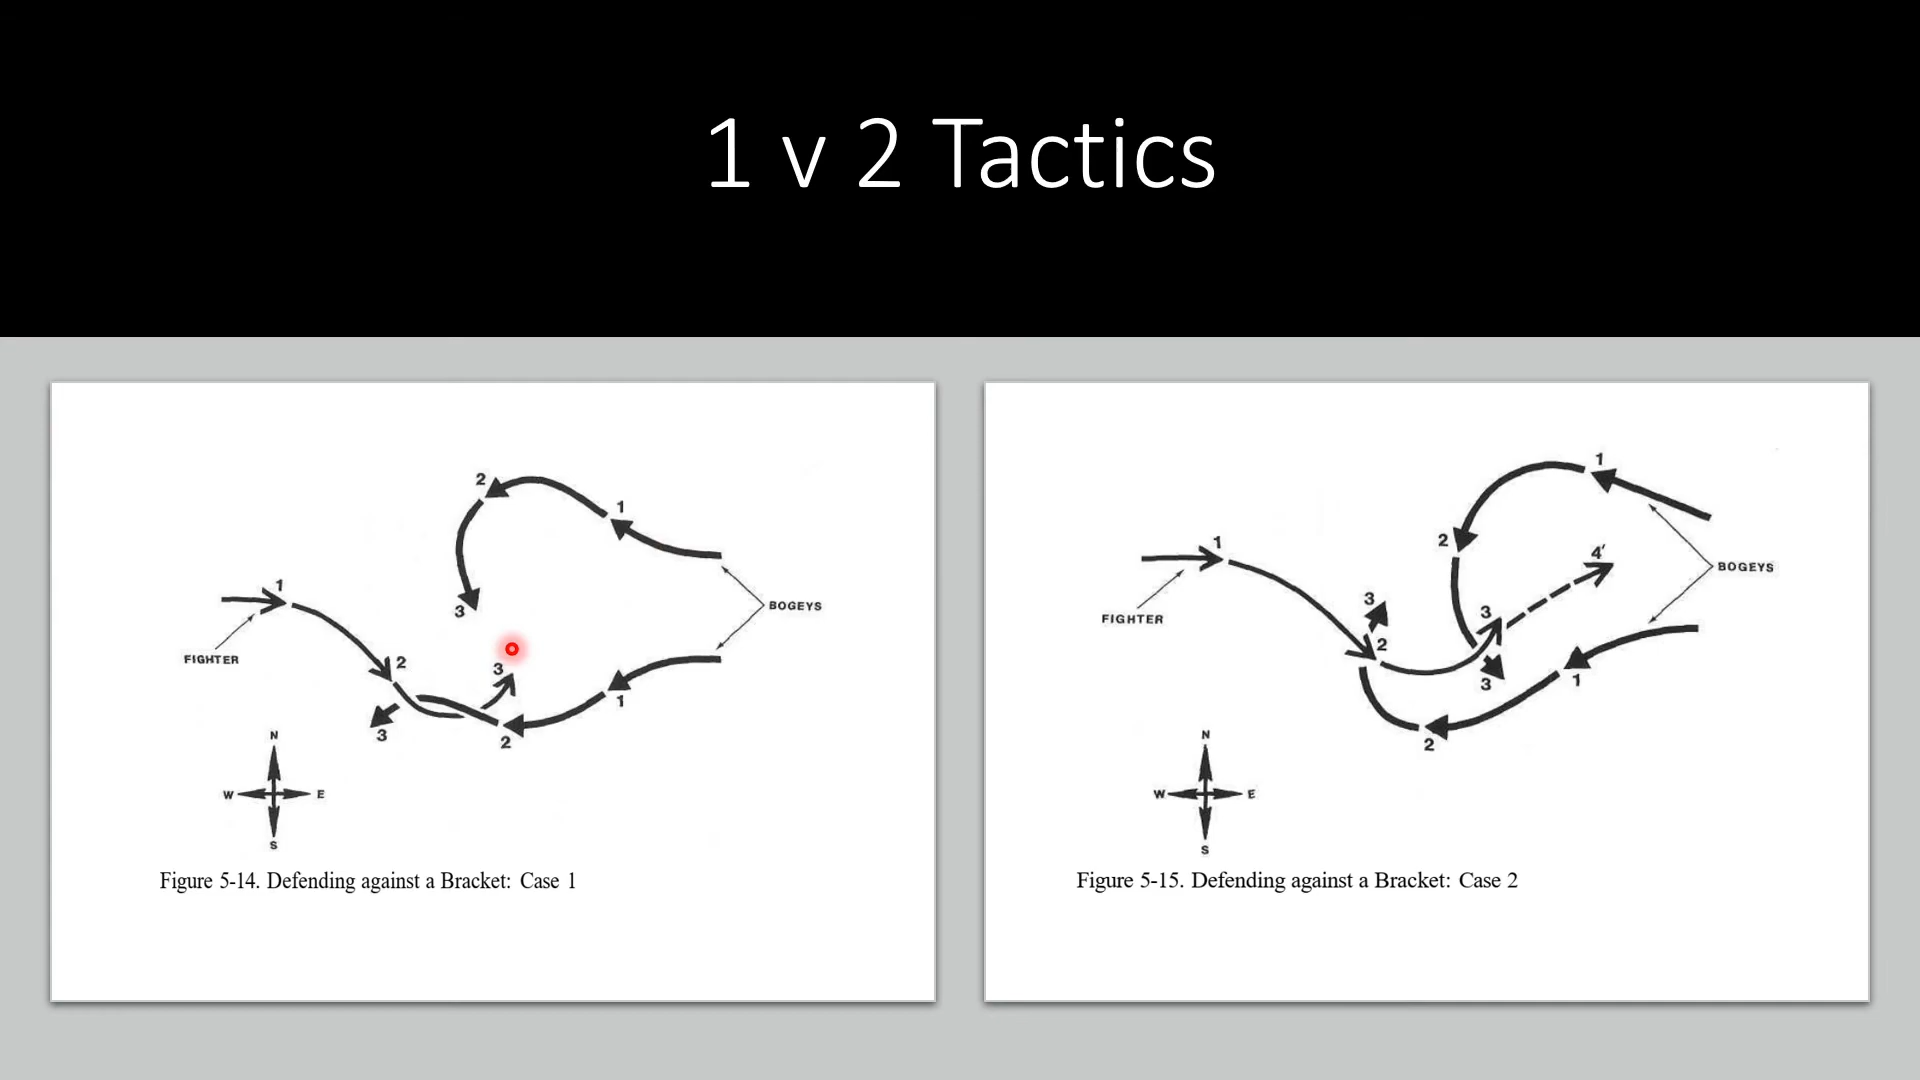 1 v 2 Tactics
2
1
3
1
FIGHTER
2
3
BOGEYS
3
2
1
N
W E
S
Figure 5-14. Defending against a Bracket: Case 1
1
2
1
4′
BOGEYS
FIGHTER
3
2
3
3
1
2
N
W E
S
Figure 5-15. Defending against a Bracket: Case 2